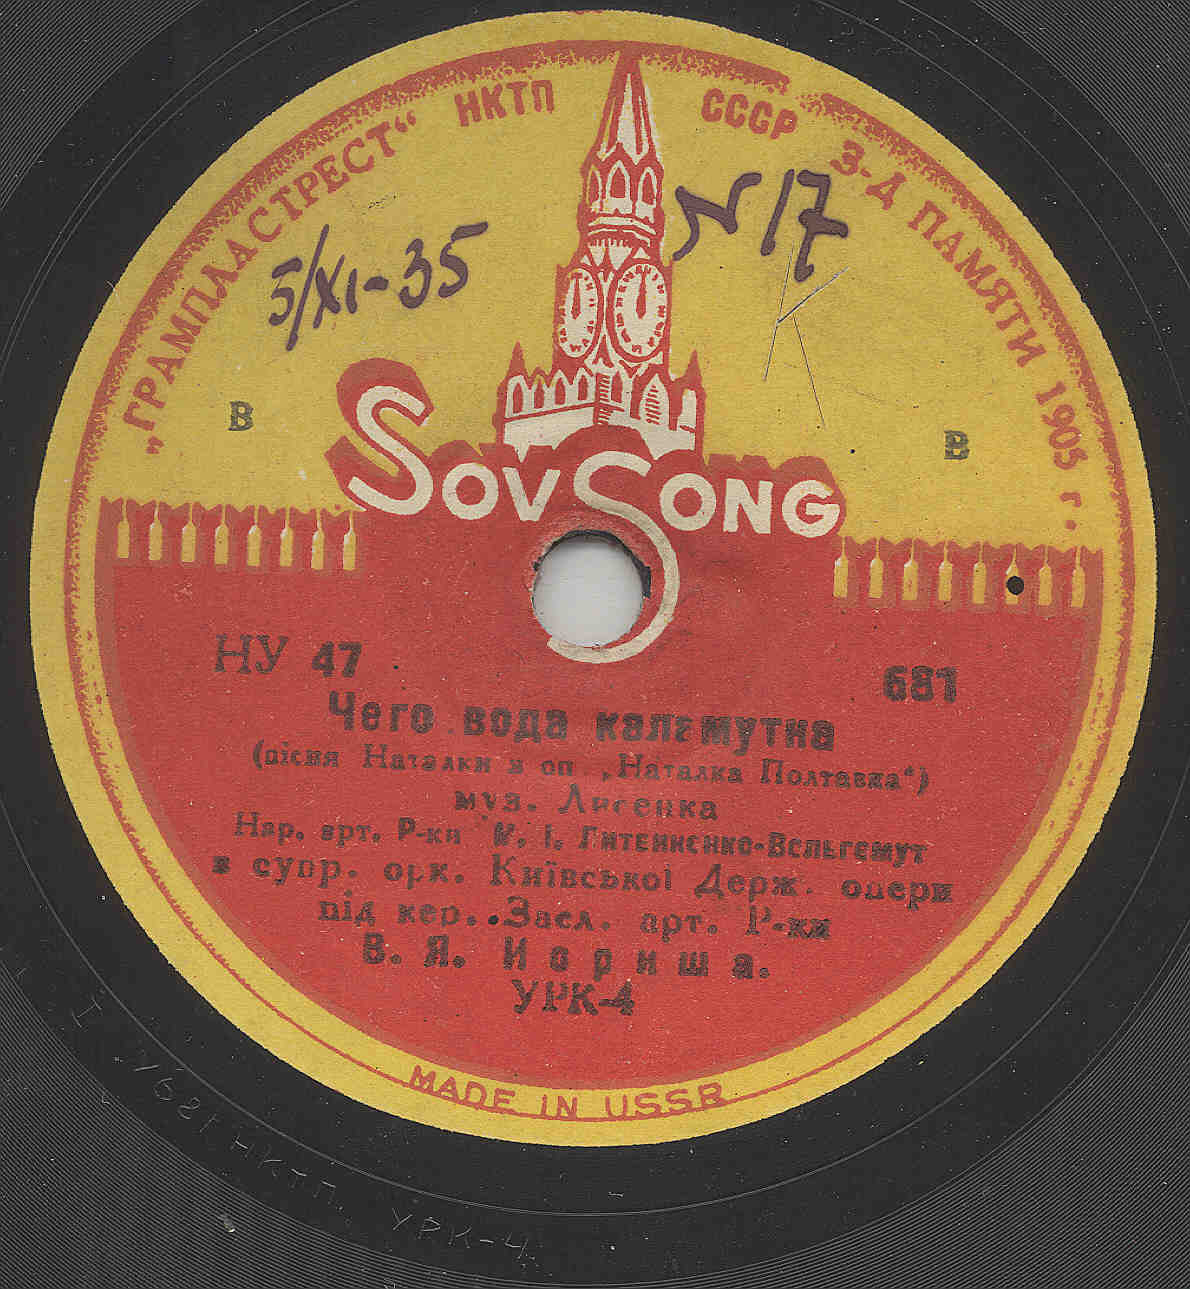 „ГРАМПЛАСТРЕСТ“ НКТП СССР З-Д ПАМЯТИ 1905 г.
5/XI-35
N 17
В В
SOVSONG
НУ 47 681
Чего вода каламутна
(пісня Наталки з оп. „Наталка Полтавка“)
муз. Лисенка
Нар. арт. Р-ки М. І. Литвиненко-Вольгемут
в супр. орк. Київської Держ. опери
під кер. Засл. арт. Р-ки
В. Я. Иориша.
УРК-4
MADE IN USSR
НКТП УРК-4